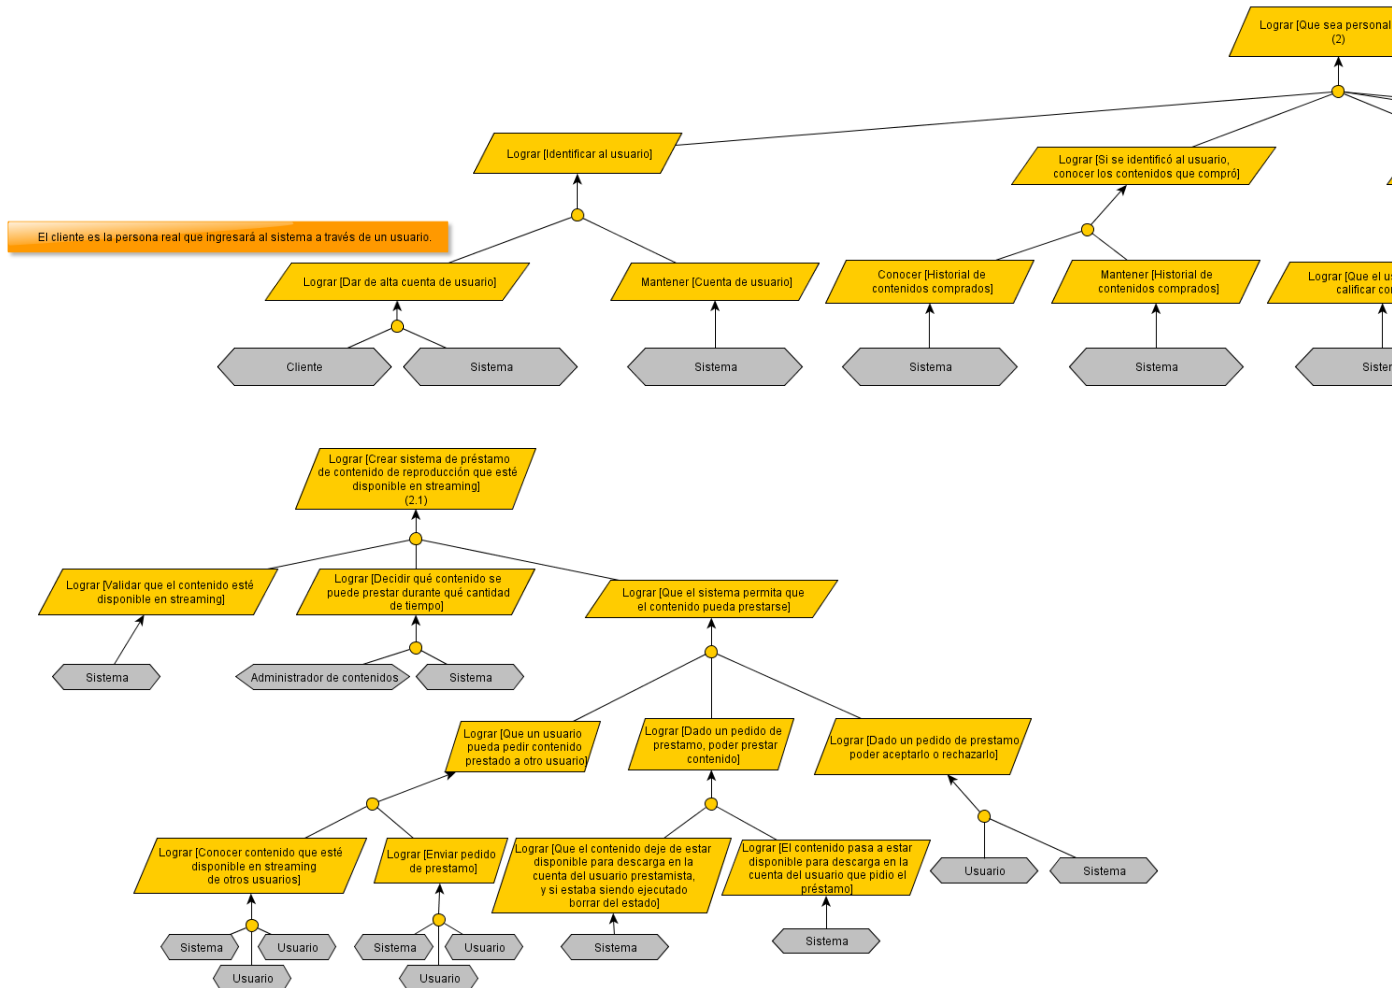 Lograr [Que sea personal
(2)
Lograr [Identificar al usuario]
Lograr [Si se identificó al usuario,
conocer los contenidos que compró]
El cliente es la persona real que ingresará al sistema a través de un usuario.
Lograr [Dar de alta cuenta de usuario]
Mantener [Cuenta de usuario]
Conocer [Historial de
contenidos comprados]
Mantener [Historial de
contenidos comprados]
Lograr [Que el us
calificar con
Cliente
Sistema
Sistema
Sistema
Sistema
Sistem
Lograr [Crear sistema de préstamo
de contenido de reproducción que esté
disponible en streaming]
(2.1)
Lograr [Validar que el contenido esté
disponible en streaming]
Lograr [Decidir qué contenido se
puede prestar durante qué cantidad
de tiempo]
Lograr [Que el sistema permita que
el contenido pueda prestarse]
Sistema
Administrador de contenidos
Sistema
Lograr [Que un usuario
pueda pedir contenido
prestado a otro usuario]
Lograr [Dado un pedido de
prestamo, poder prestar
contenido]
Lograr [Dado un pedido de prestamo
poder aceptarlo o rechazarlo]
Lograr [Conocer contenido que esté
disponible en streaming
de otros usuarios]
Lograr [Enviar pedido
de prestamo]
Lograr [Que el contenido deje de estar
disponible para descarga en la
cuenta del usuario prestamista,
y si estaba siendo ejecutado
borrar del estado]
Lograr [El contenido pasa a estar
disponible para descarga en la
cuenta del usuario que pidio el
préstamo]
Usuario
Sistema
Sistema
Usuario
Usuario
Sistema
Usuario
Usuario
Sistema
Sistema